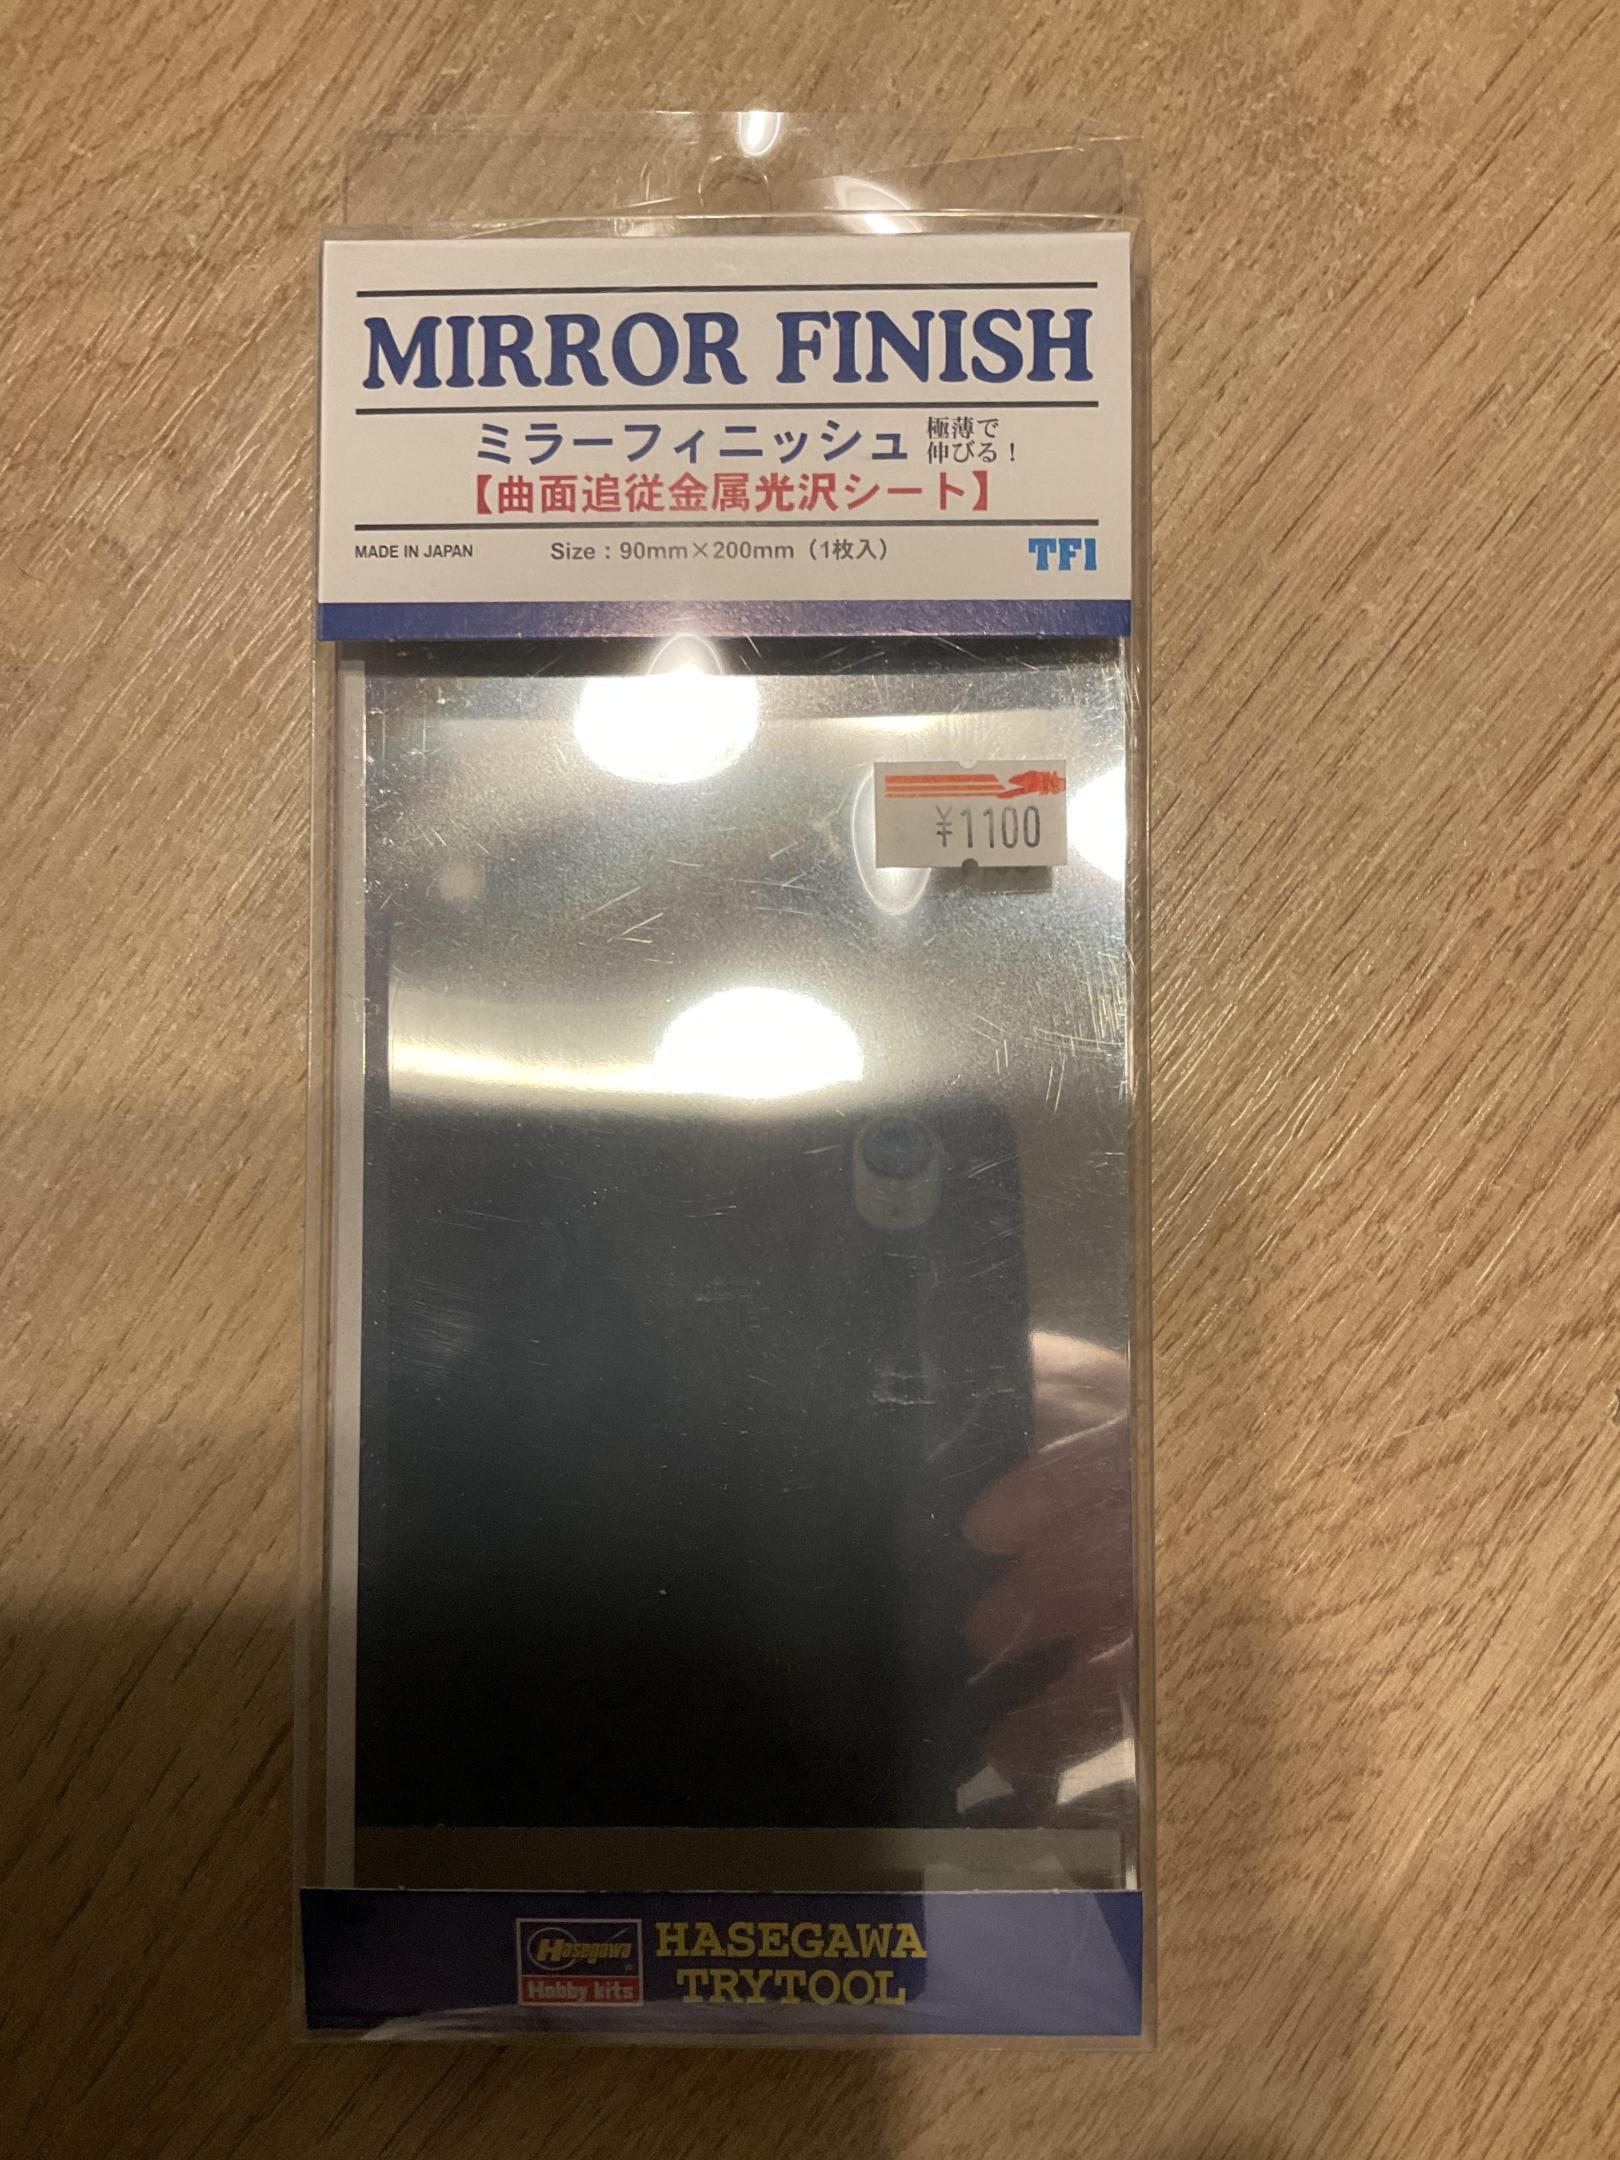 MIRROR FINISH
ミラーフィニッシュ 極薄で
伸びる！
【曲面追従金属光沢シート】
MADE IN JAPAN Size：90mm×200mm（1枚入） TF1
¥1100
Hasegawa
Hobby kits
HASEGAWA
TRYTOOL